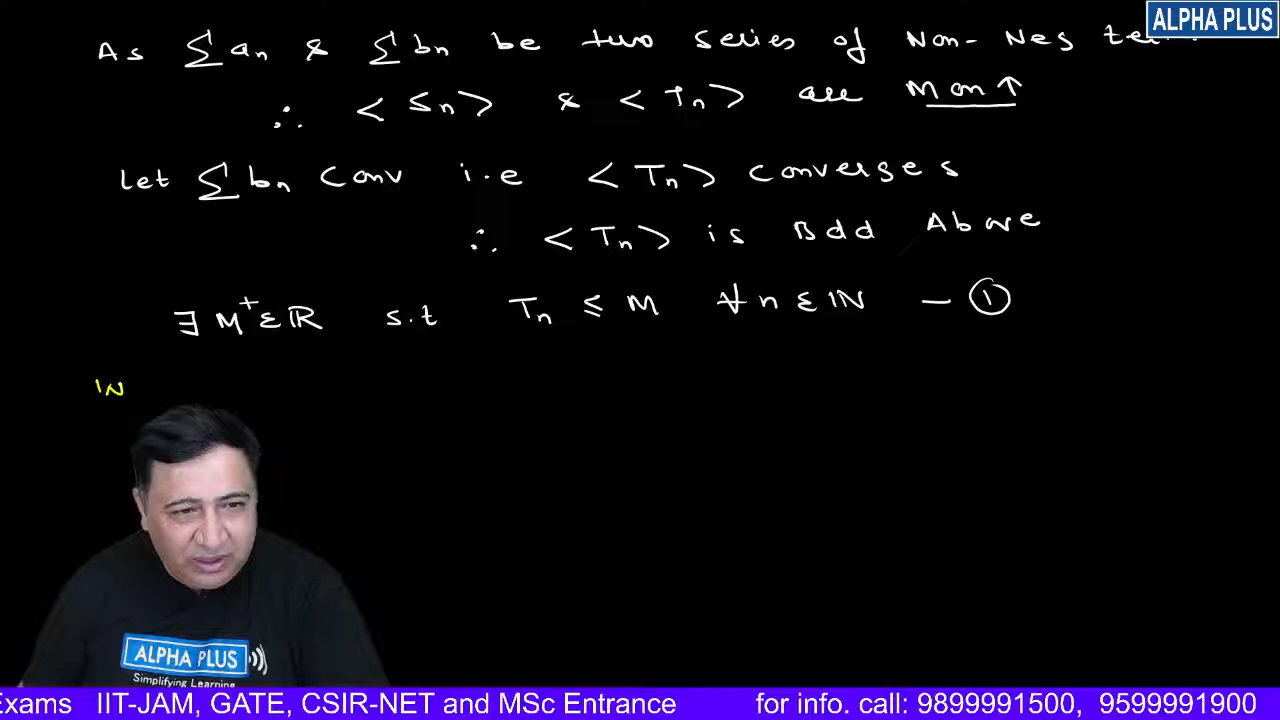 ALPHA PLUS
As ∑an & ∑bn be two series of Non-Neg
∴ <Sn> & <Tn> are Mon↑
Let ∑bn Conv i.e <Tn> converges
∴ <Tn> is Bdd Above
∃ M⁺ ε ℝ s.t Tn ≤ M ∀ n ε ℕ — ①
IN
ALPHA PLUS
Simplifying Learning
Exams IIT-JAM, GATE, CSIR-NET and MSc Entrance for info. call: 9899991500, 9599991900